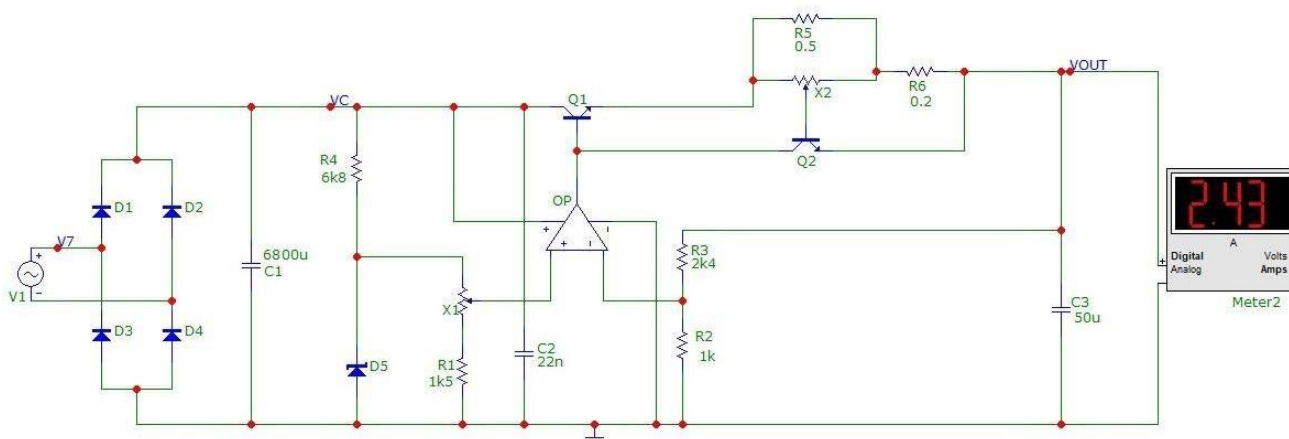 R5
0.5
VOUT
X2
R6
0.2
VC
Q1
R4
6k8
Q2
OP
D1
D2
2.43
V7
6800u
C1
R3
2k4
A
Digital
Volts
Analog
Amps
V1
X1
Meter2
C3
50u
D3
D4
R2
1k
C2
22n
D5
R1
1k5